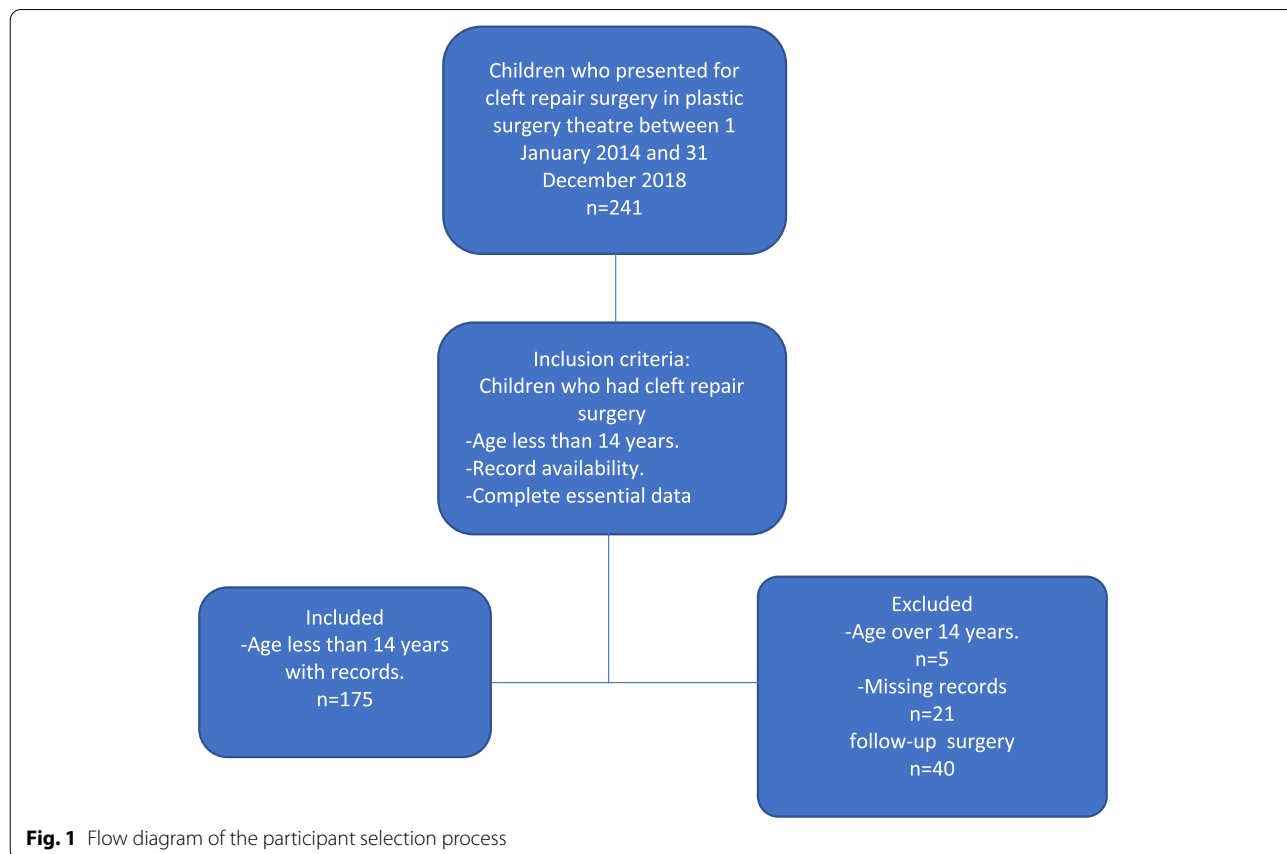 Children who presented for
cleft repair surgery in plastic
surgery theatre between 1
January 2014 and 31
December 2018
n=241
Inclusion criteria:
Children who had cleft repair
surgery
-Age less than 14 years.
-Record availability.
-Complete essential data
Included
-Age less than 14 years
with records.
n=175
Excluded
-Age over 14 years.
n=5
-Missing records
n=21
follow-up surgery
n=40
Fig. 1 Flow diagram of the participant selection process